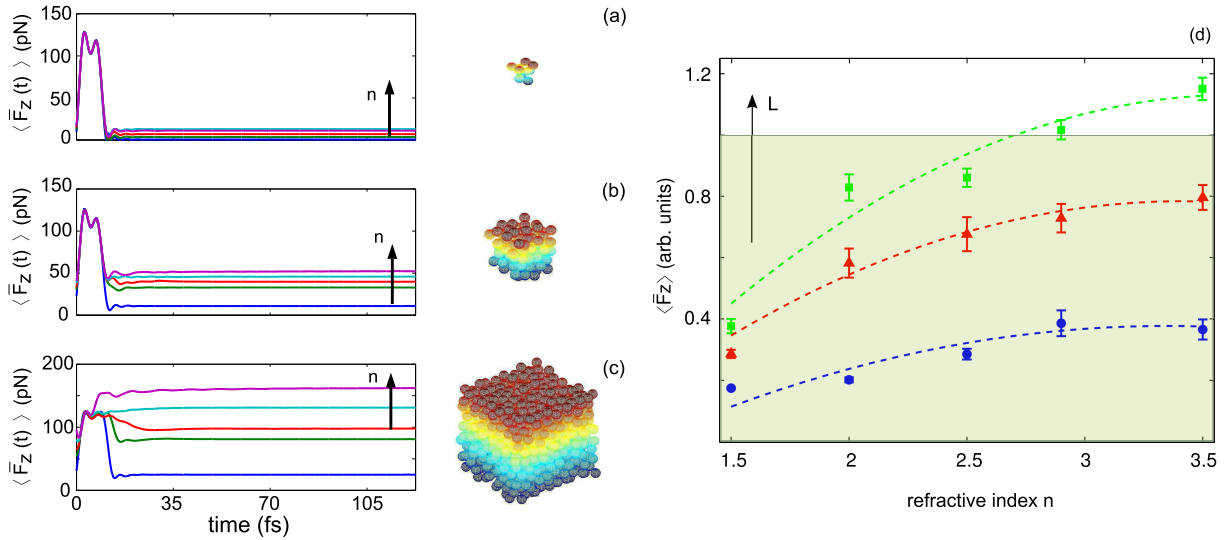 (a)
⟨ F̄z (t) ⟩ (pN)
150
100
50
0
n
(b)
⟨ F̄z (t) ⟩ (pN)
150
100
50
0
n
(c)
⟨ F̄z (t) ⟩ (pN)
200
100
0
n
0 35 70 105
time (fs)
(d)
⟨F̄z⟩ (arb. units)
1.2
0.8
0.4
L
1.5 2 2.5 3 3.5
refractive index n